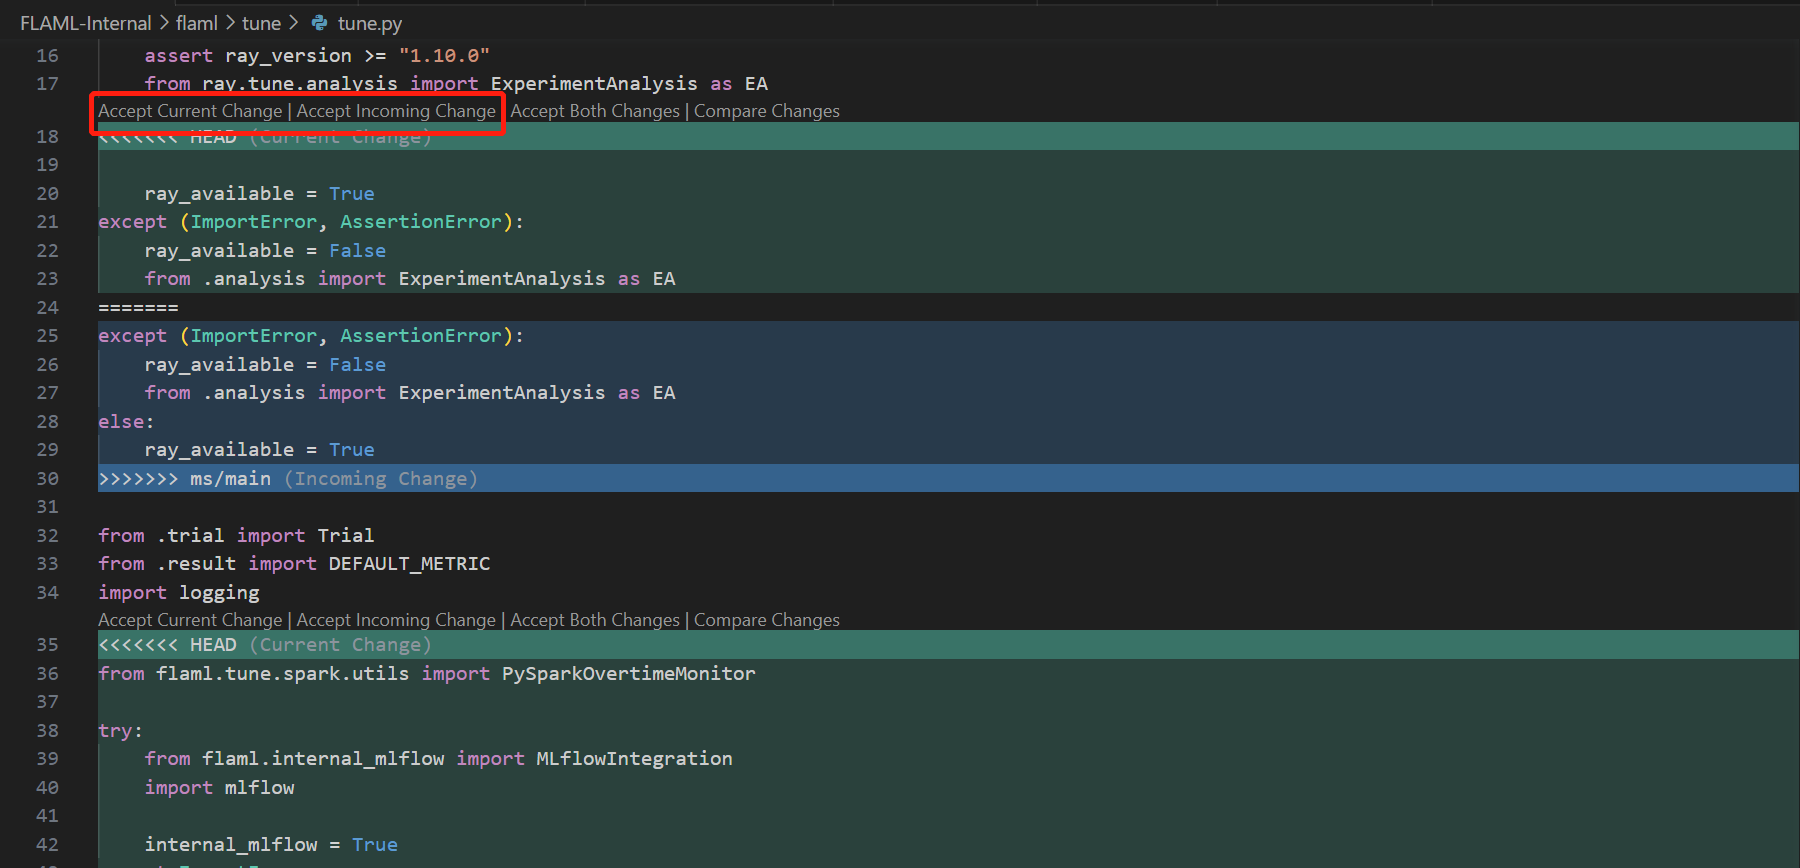 FLAML-Internal > flaml > tune > tune.py
16 assert ray_version >= "1.10.0"
17 from ray.tune.analysis import ExperimentAnalysis as EA
Accept Current Change | Accept Incoming Change | Accept Both Changes | Compare Changes
18 <<<<<<< HEAD (Current Change)
19
20 ray_available = True
21 except (ImportError, AssertionError):
22 ray_available = False
23 from .analysis import ExperimentAnalysis as EA
24 =======
25 except (ImportError, AssertionError):
26 ray_available = False
27 from .analysis import ExperimentAnalysis as EA
28 else:
29 ray_available = True
30 >>>>>>> ms/main (Incoming Change)
31
32 from .trial import Trial
33 from .result import DEFAULT_METRIC
34 import logging
Accept Current Change | Accept Incoming Change | Accept Both Changes | Compare Changes
35 <<<<<<< HEAD (Current Change)
36 from flaml.tune.spark.utils import PySparkOvertimeMonitor
37
38 try:
39 from flaml.internal_mlflow import MLflowIntegration
40 import mlflow
41
42 internal_mlflow = True